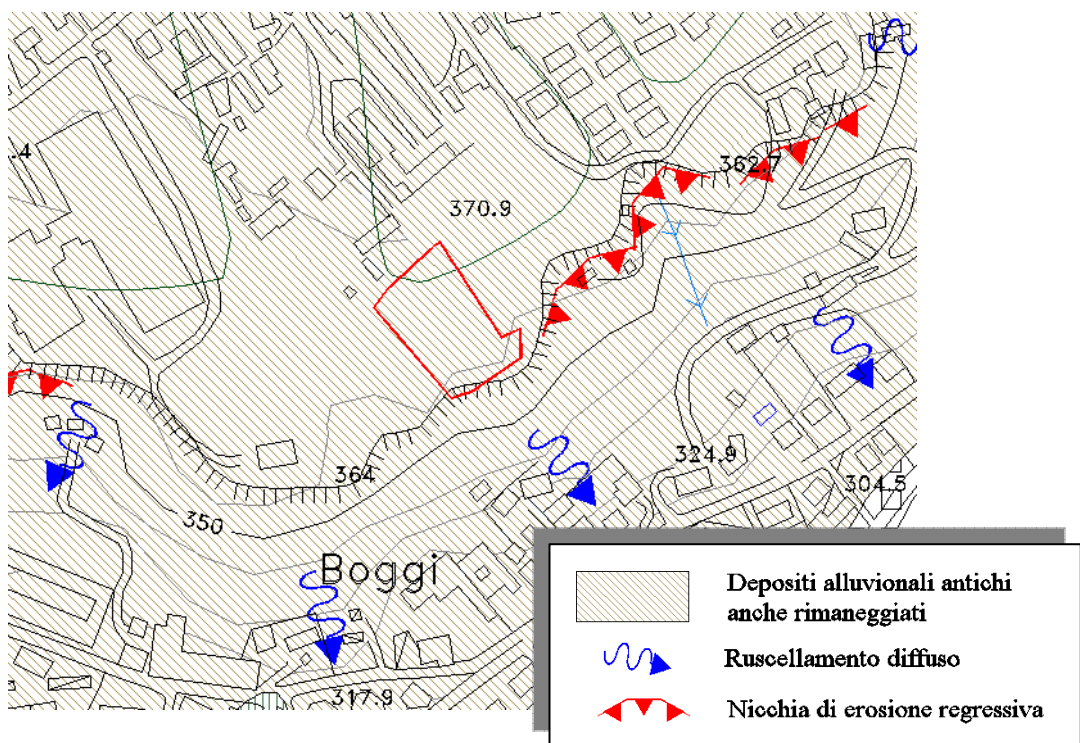 .4
362.7
370.9
364
324.9
304.5
350
Boggi
317.9
Depositi alluvionali antichi
anche rimaneggiati
Ruscellamento diffuso
Nicchia di erosione regressiva